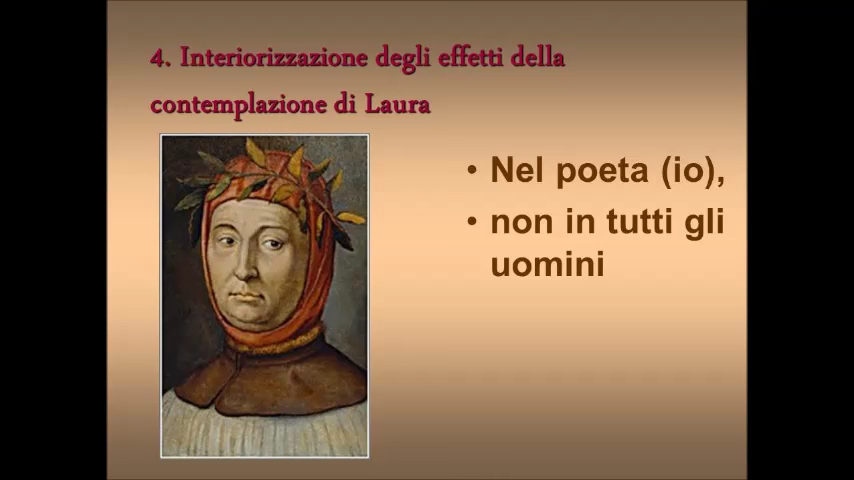 4. Interiorizzazione degli effetti della
contemplazione di Laura
• Nel poeta (io),
• non in tutti gli
uomini